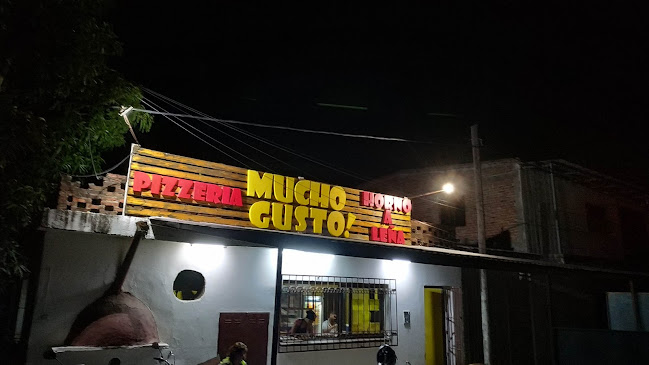 PIZZERIA
MUCHO
GUSTO!
HORNO
A
LEÑA